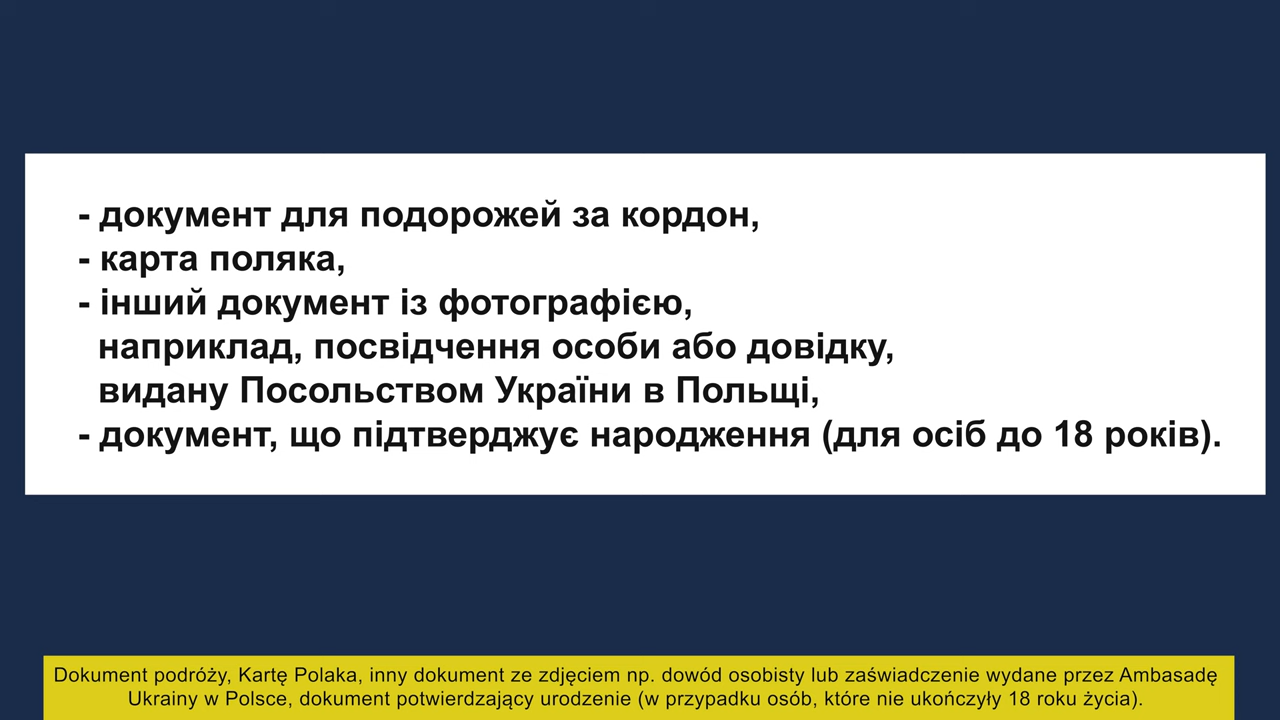 - документ для подорожей за кордон,
- карта поляка,
- інший документ із фотографією,
наприклад, посвідчення особи або довідку,
видану Посольством України в Польщі,
- документ, що підтверджує народження (для осіб до 18 років).
Dokument podróży, Kartę Polaka, inny dokument ze zdjęciem np. dowód osobisty lub zaświadczenie wydane przez Ambasadę
Ukrainy w Polsce, dokument potwierdzający urodzenie (w przypadku osób, które nie ukończyły 18 roku życia).